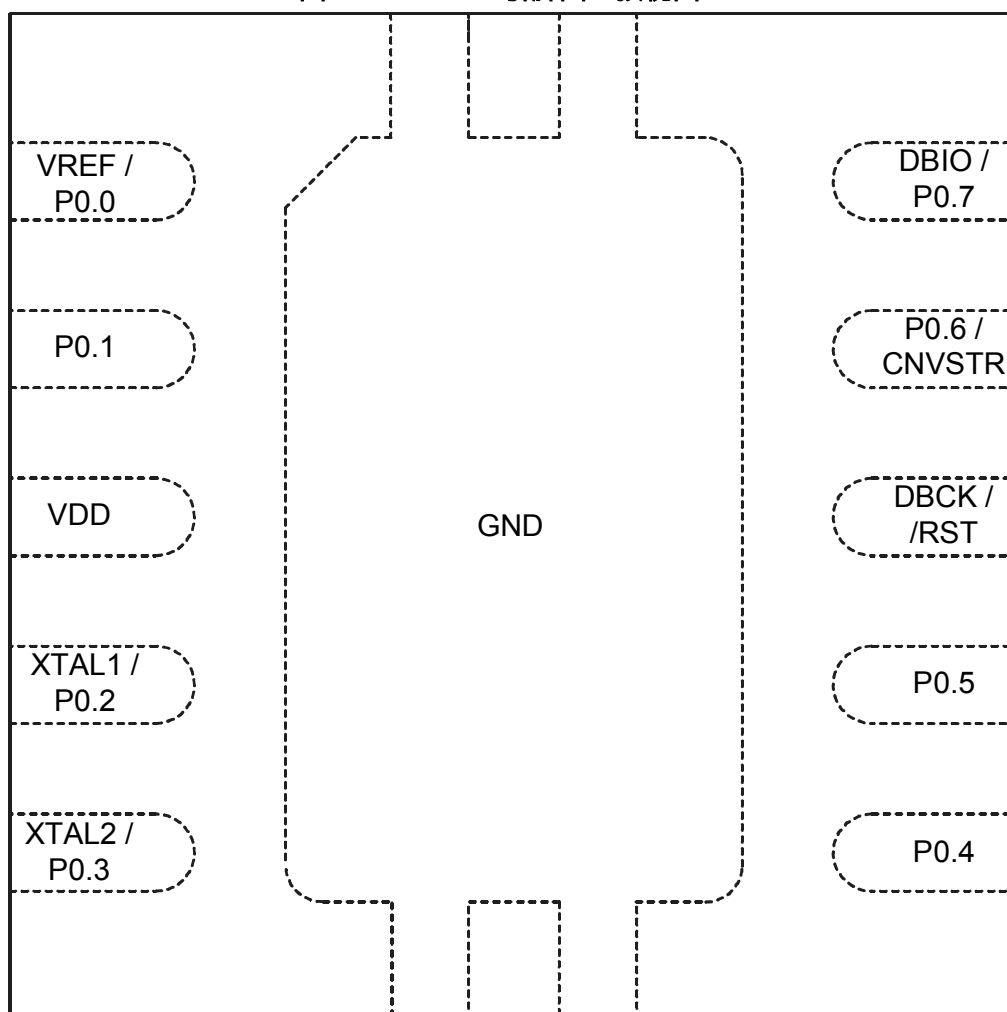 VREF /
P0.0
DBIO /
P0.7
P0.1
P0.6 /
CNVSTR
VDD
GND
DBCK /
/RST
XTAL1 /
P0.2
P0.5
XTAL2 /
P0.3
P0.4